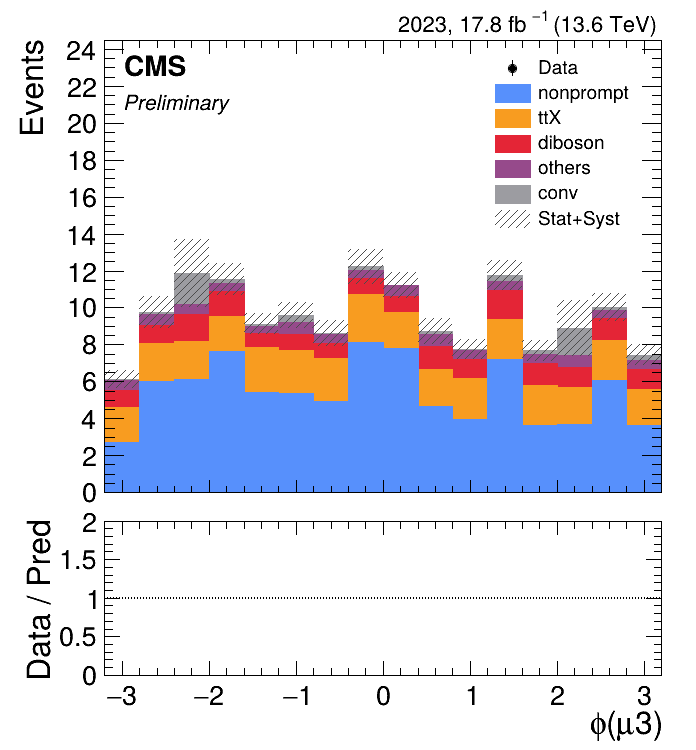 2023, 17.8 fb⁻¹ (13.6 TeV)
Events
CMS
Preliminary
Data
nonprompt
ttX
diboson
others
conv
Stat+Syst
24
22
20
18
16
14
12
10
8
6
4
2
0
Data / Pred
2
1.5
1
0.5
0
−3 −2 −1 0 1 2 3
ϕ(μ3)